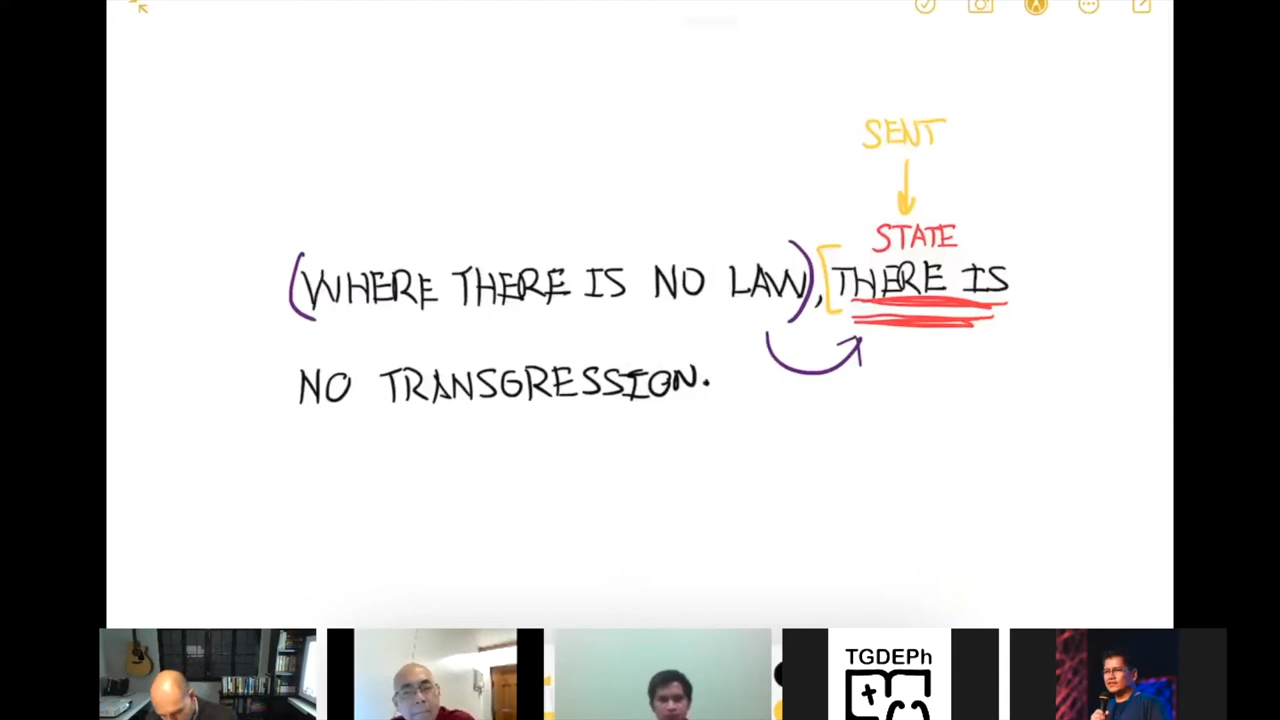 SENT
STATE
(WHERE THERE IS NO LAW), [THERE IS
NO TRANSGRESSION.
TGDEPh